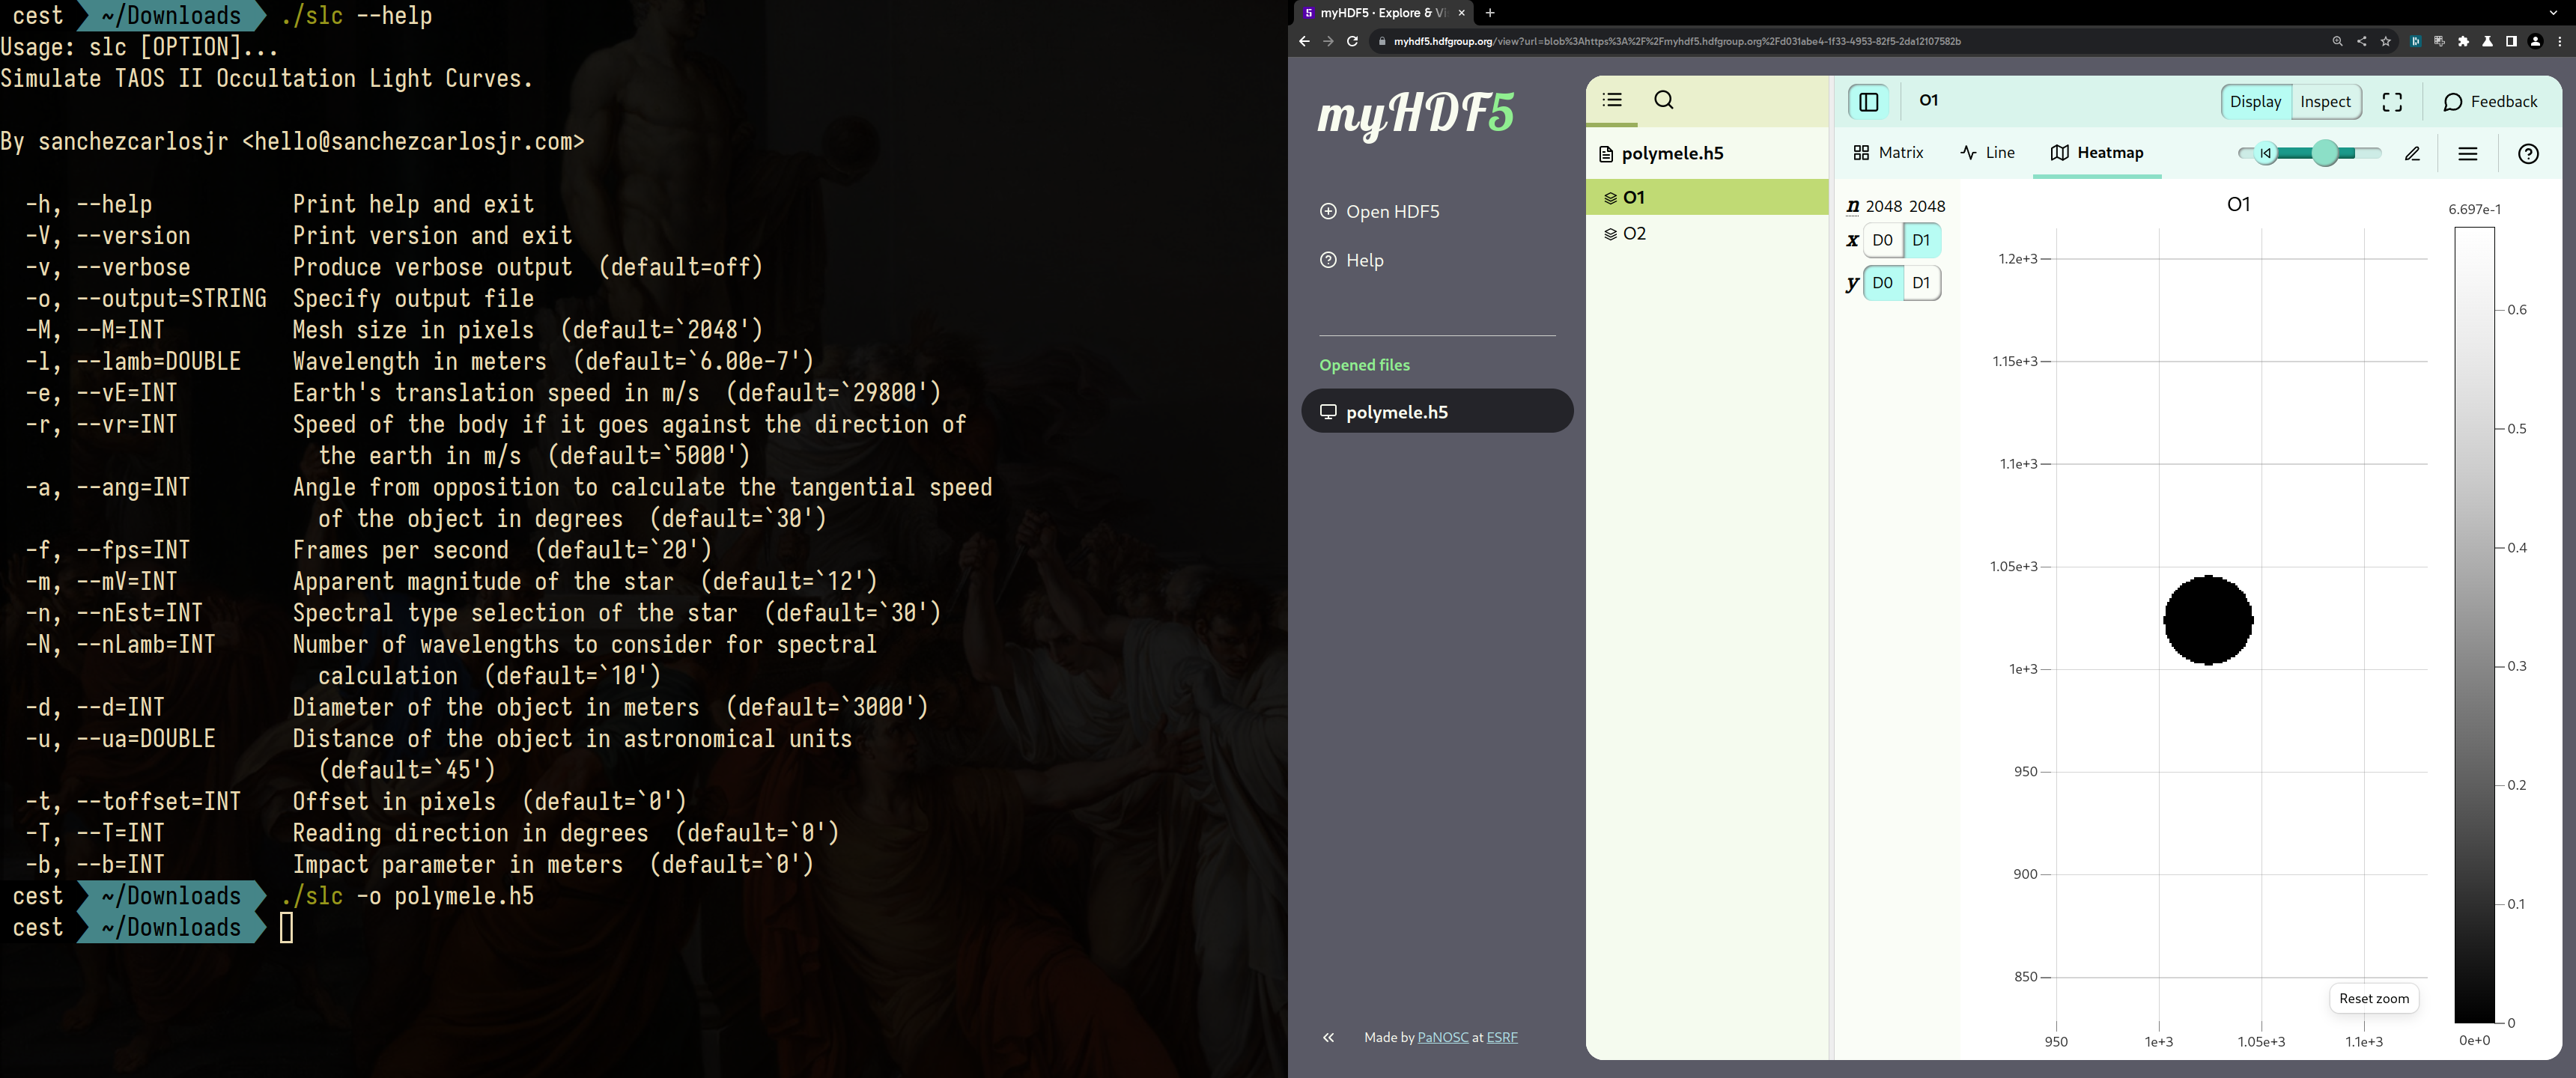 cest ~/Downloads ./slc --help
Usage: slc [OPTION]...
Simulate TAOS II Occultation Light Curves.
By sanchezcarlosjr <hello@sanchezcarlosjr.com>
-h, --help Print help and exit
-V, --version Print version and exit
-v, --verbose Produce verbose output (default=off)
-o, --output=STRING Specify output file
-M, --M=INT Mesh size in pixels (default=`2048')
-l, --lamb=DOUBLE Wavelength in meters (default=`6.00e-7')
-e, --vE=INT Earth's translation speed in m/s (default=`29800')
-r, --vr=INT Speed of the body if it goes against the direction of
the earth in m/s (default=`5000')
-a, --ang=INT Angle from opposition to calculate the tangential speed
of the object in degrees (default=`30')
-f, --fps=INT Frames per second (default=`20')
-m, --mV=INT Apparent magnitude of the star (default=`12')
-n, --nEst=INT Spectral type selection of the star (default=`30')
-N, --nLamb=INT Number of wavelengths to consider for spectral
calculation (default=`10')
-d, --d=INT Diameter of the object in meters (default=`3000')
-u, --ua=DOUBLE Distance of the object in astronomical units
(default=`45')
-t, --toffset=INT Offset in pixels (default=`0')
-T, --T=INT Reading direction in degrees (default=`0')
-b, --b=INT Impact parameter in meters (default=`0')
cest ~/Downloads ./slc -o polymele.h5
cest ~/Downloads
5 myHDF5 · Explore & Vi
myhdf5.hdfgroup.org/view?url=blob%3Ahttps%3A%2F%2Fmyhdf5.hdfgroup.org%2Fd031abe4-1f33-4953-82f5-2da12107582b
myHDF5
Open HDF5
Help
Opened files
polymele.h5
Made by PaNOSC at ESRF
polymele.h5
O1
O2
O1
Display Inspect Feedback
Matrix Line Heatmap
n 2048 2048
x D0 D1
y D0 D1
O1
1.2e+3
1.15e+3
1.1e+3
1.05e+3
1e+3
950
900
850
950 1e+3 1.05e+3 1.1e+3
Reset zoom
6.697e-1
0.6
0.5
0.4
0.3
0.2
0.1
0
0e+0